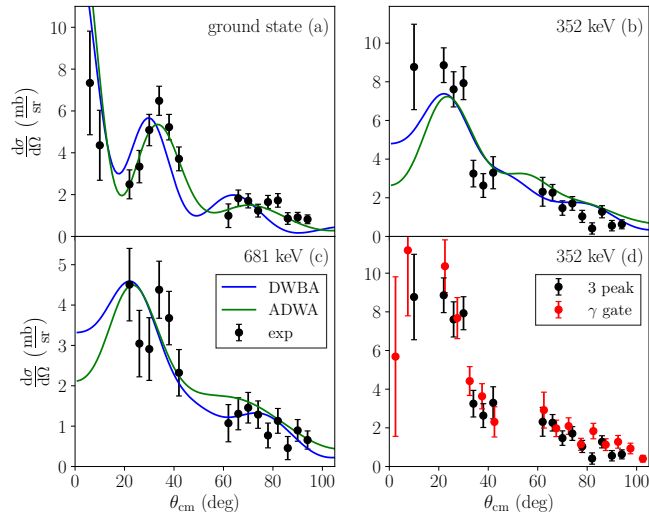 ground state (a)
10
8
6
4
2
0
dσ/dΩ (mb/sr)
352 keV (b)
10
8
6
4
2
0
681 keV (c)
DWBA
ADWA
exp
5
4
3
2
1
0
dσ/dΩ (mb/sr)
0 20 40 60 80 100
θcm (deg)
352 keV (d)
3 peak
γ gate
10
8
6
4
2
0
0 20 40 60 80 100
θcm (deg)